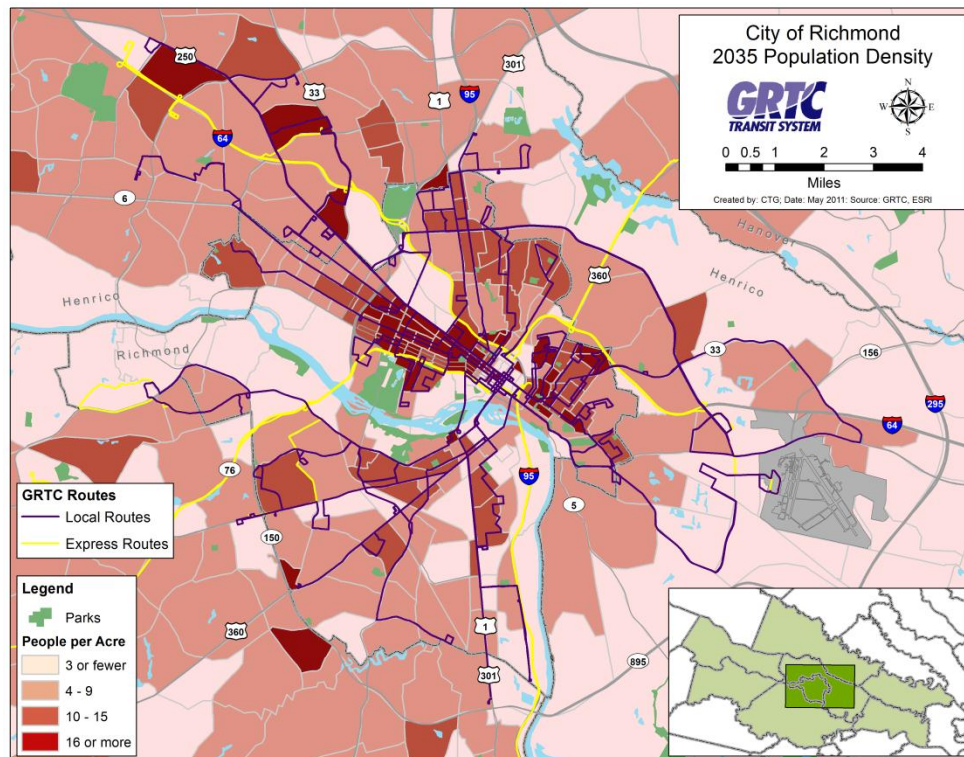 City of Richmond
2035 Population Density
GRTC
TRANSIT SYSTEM
N
W E
S
0 0.5 1 2 3 4
Miles
Created by: CTG; Date: May 2011: Source: GRTC, ESRI
250
33
301
1
95
64
6
360
Hanover
Henrico
Henrico
Richmond
33
156
295
64
76
95
5
150
360
1
301
895
GRTC Routes
Local Routes
Express Routes
Legend
Parks
People per Acre
3 or fewer
4 - 9
10 - 15
16 or more